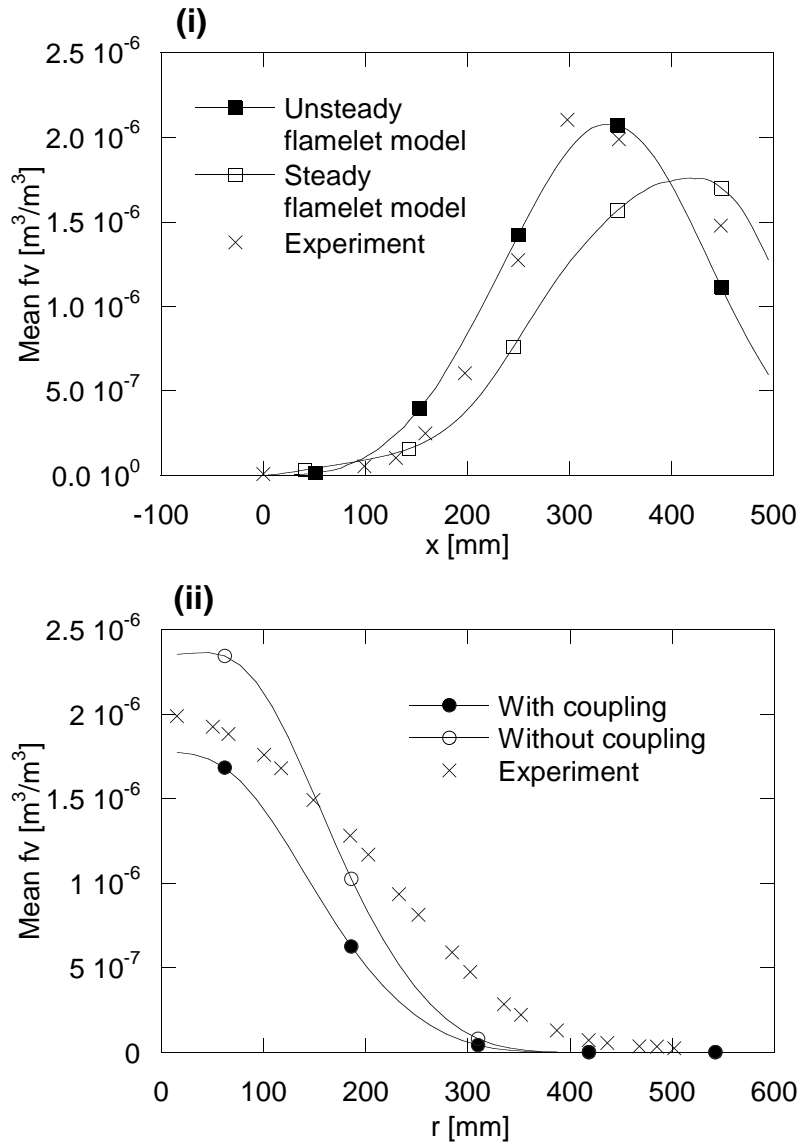 (i)
2.5 10⁻⁶
2.0 10⁻⁶
1.5 10⁻⁶
1.0 10⁻⁶
5.0 10⁻⁷
0.0 10⁰
Mean fv [m³/m³]
Unsteady
flamelet model
Steady
flamelet model
Experiment
-100 0 100 200 300 400 500
x [mm]
(ii)
2.5 10⁻⁶
2 10⁻⁶
1.5 10⁻⁶
1 10⁻⁶
5 10⁻⁷
0
Mean fv [m³/m³]
With coupling
Without coupling
Experiment
0 100 200 300 400 500 600
r [mm]